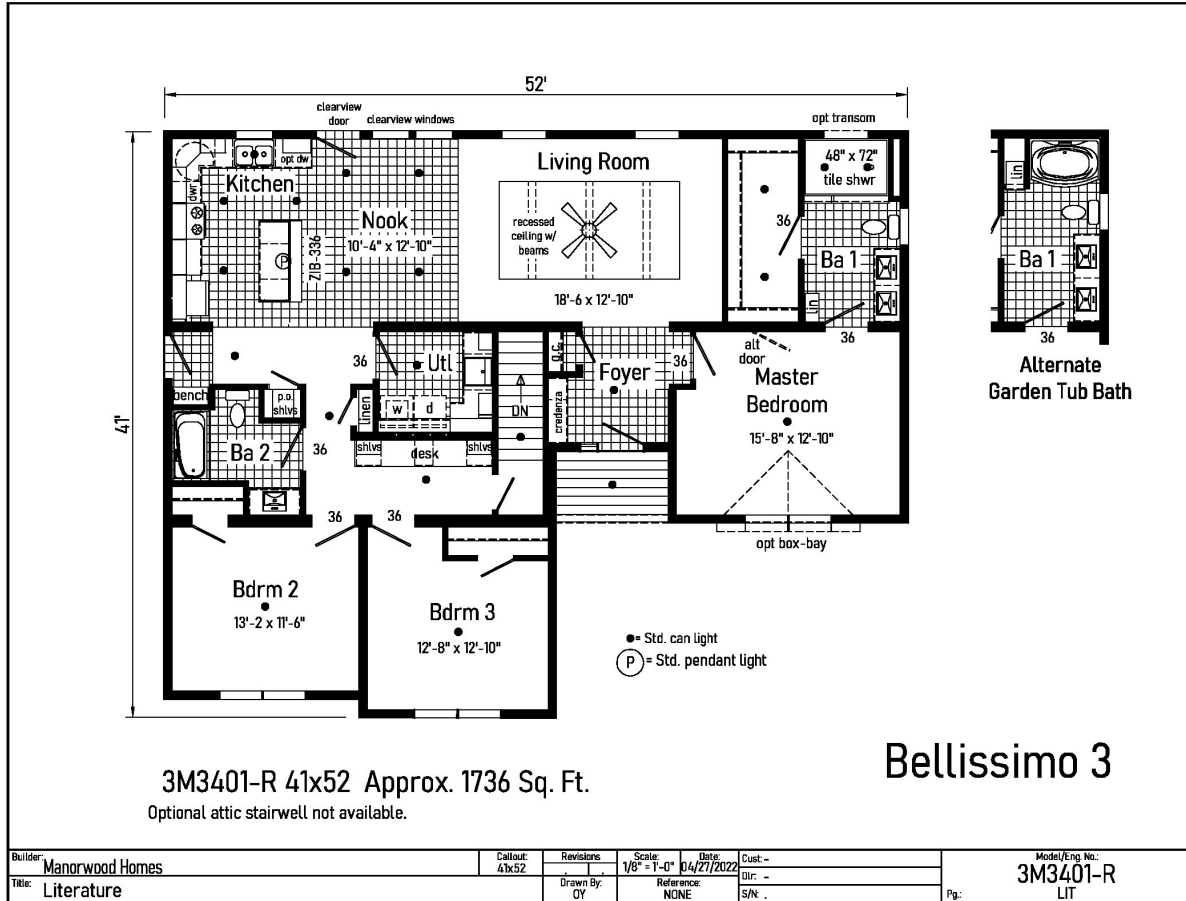 52'
clearview
door
clearview windows
opt transom
41'
Kitchen
opt dw
dwr
Nook
10'-4" x 12'-10"
ZIB-336
P
Living Room
recessed
ceiling w/
beams
18'-6 x 12'-10"
48" x 72"
tile shwr
36
Ba 1
lin
36
lin
Ba 1
36
Alternate
Garden Tub Bath
bench
p.o.
shlvs
36
Utl
linen
w
d
DN
g.c.
Foyer
36
credenza
alt
door
Master
Bedroom
15'-8" x 12'-10"
Ba 2
36
shlvs
desk
shlvs
36
36
opt box-bay
Bdrm 2
13'-2 x 11'-6"
Bdrm 3
12'-8" x 12'-10"
= Std. can light
P = Std. pendant light
3M3401-R 41x52 Approx. 1736 Sq. Ft.
Optional attic stairwell not available.
Bellissimo 3
Builder: Manorwood Homes
Title: Literature
Callout:
41x52
Revisions
Drawn By:
OY
Scale:
1/8" = 1'-0"
Date:
04/27/2022
Reference:
NONE
Cust: -
Dlr: -
S/N: .
Model/Eng. No.:
3M3401-R
Pg.: LIT